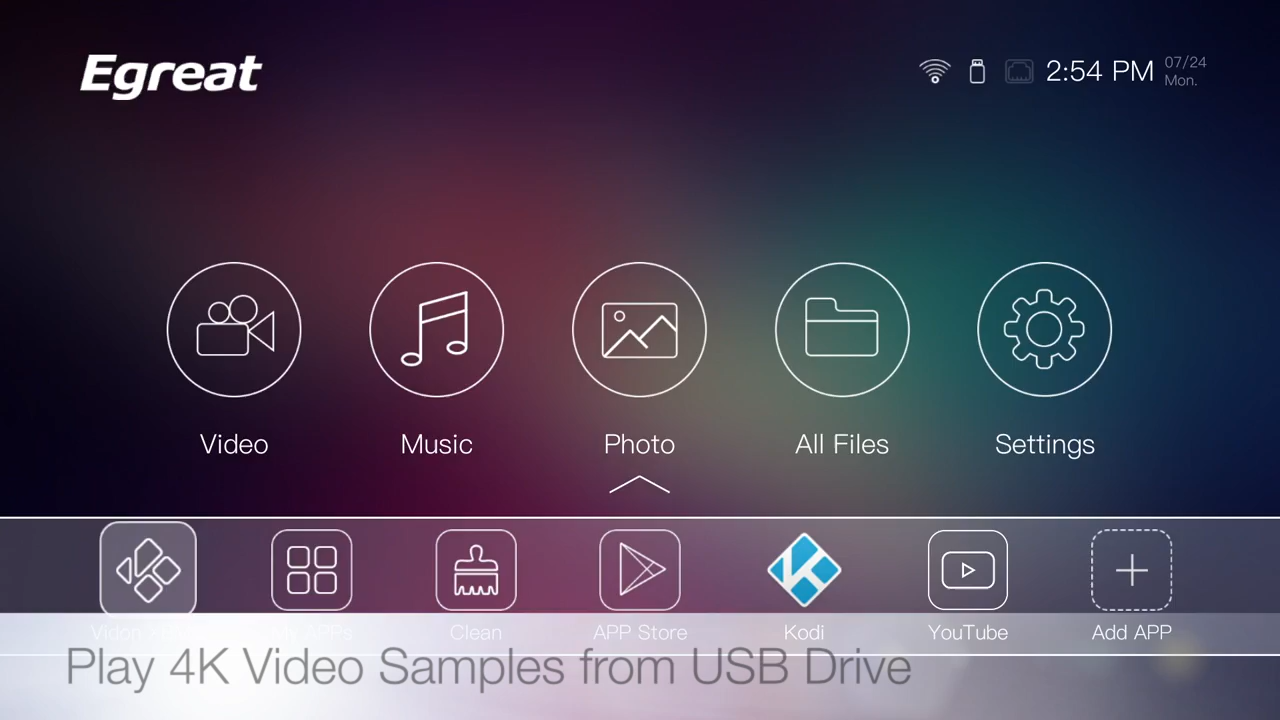 Egreat
2:54 PM
07/24
Mon.
Video
Music
Photo
All Files
Settings
Clean
APP Store
Kodi
YouTube
Add APP
Play 4K Video Samples from USB Drive